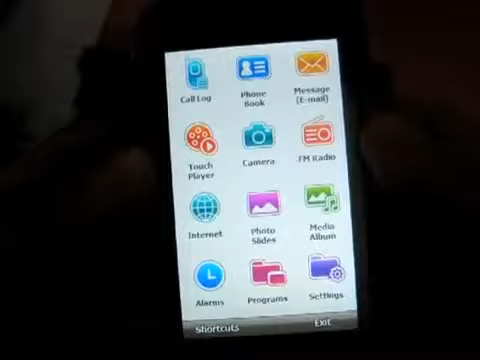 Call Log
Phone
Book
Message
(E-mail)
Touch
Player
Camera
FM Radio
Internet
Photo
Slides
Media
Album
Alarms
Programs
Settings
Shortcuts
Exit